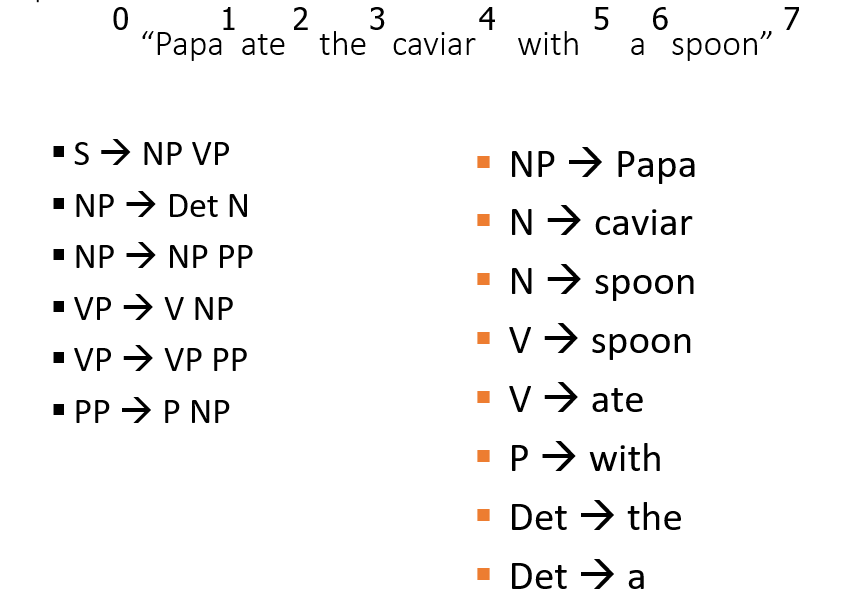 0 1 2 3 4 5 6 7
“Papa ate the caviar with a spoon”
▪ S → NP VP
▪ NP → Det N
▪ NP → NP PP
▪ VP → V NP
▪ VP → VP PP
▪ PP → P NP
▪ NP → Papa
▪ N → caviar
▪ N → spoon
▪ V → spoon
▪ V → ate
▪ P → with
▪ Det → the
▪ Det → a